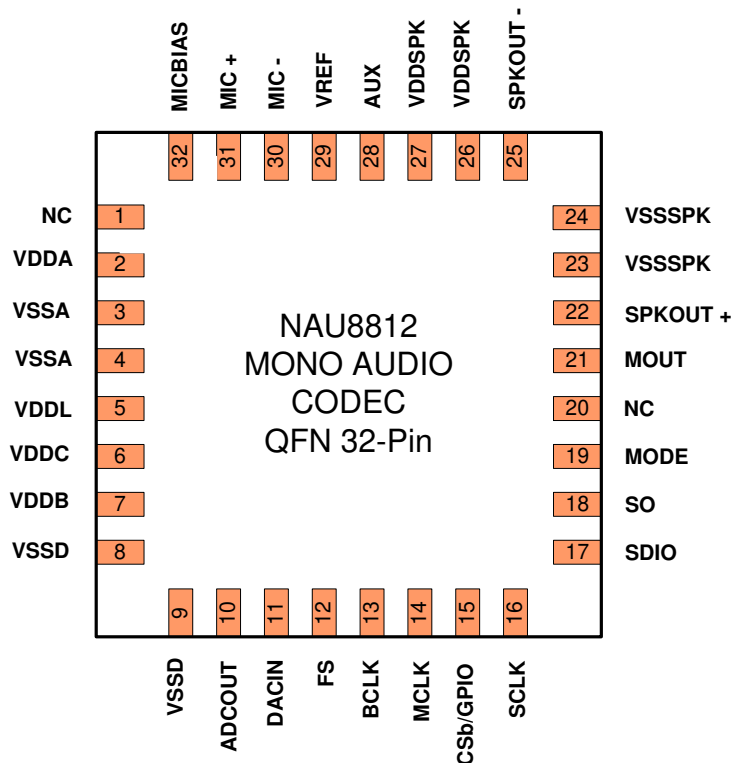 MICBIAS
MIC +
MIC -
VREF
AUX
VDDSPK
VDDSPK
SPKOUT -
32
31
30
29
28
27
26
25
NC
1
VDDA
2
VSSA
3
VSSA
4
VDDL
5
VDDC
6
VDDB
7
VSSD
8
NAU8812
MONO AUDIO
CODEC
QFN 32-Pin
24
VSSSPK
23
VSSSPK
22
SPKOUT +
21
MOUT
20
NC
19
MODE
18
SO
17
SDIO
9
10
11
12
13
14
15
16
VSSD
ADCOUT
DACIN
FS
BCLK
MCLK
CSb/GPIO
SCLK